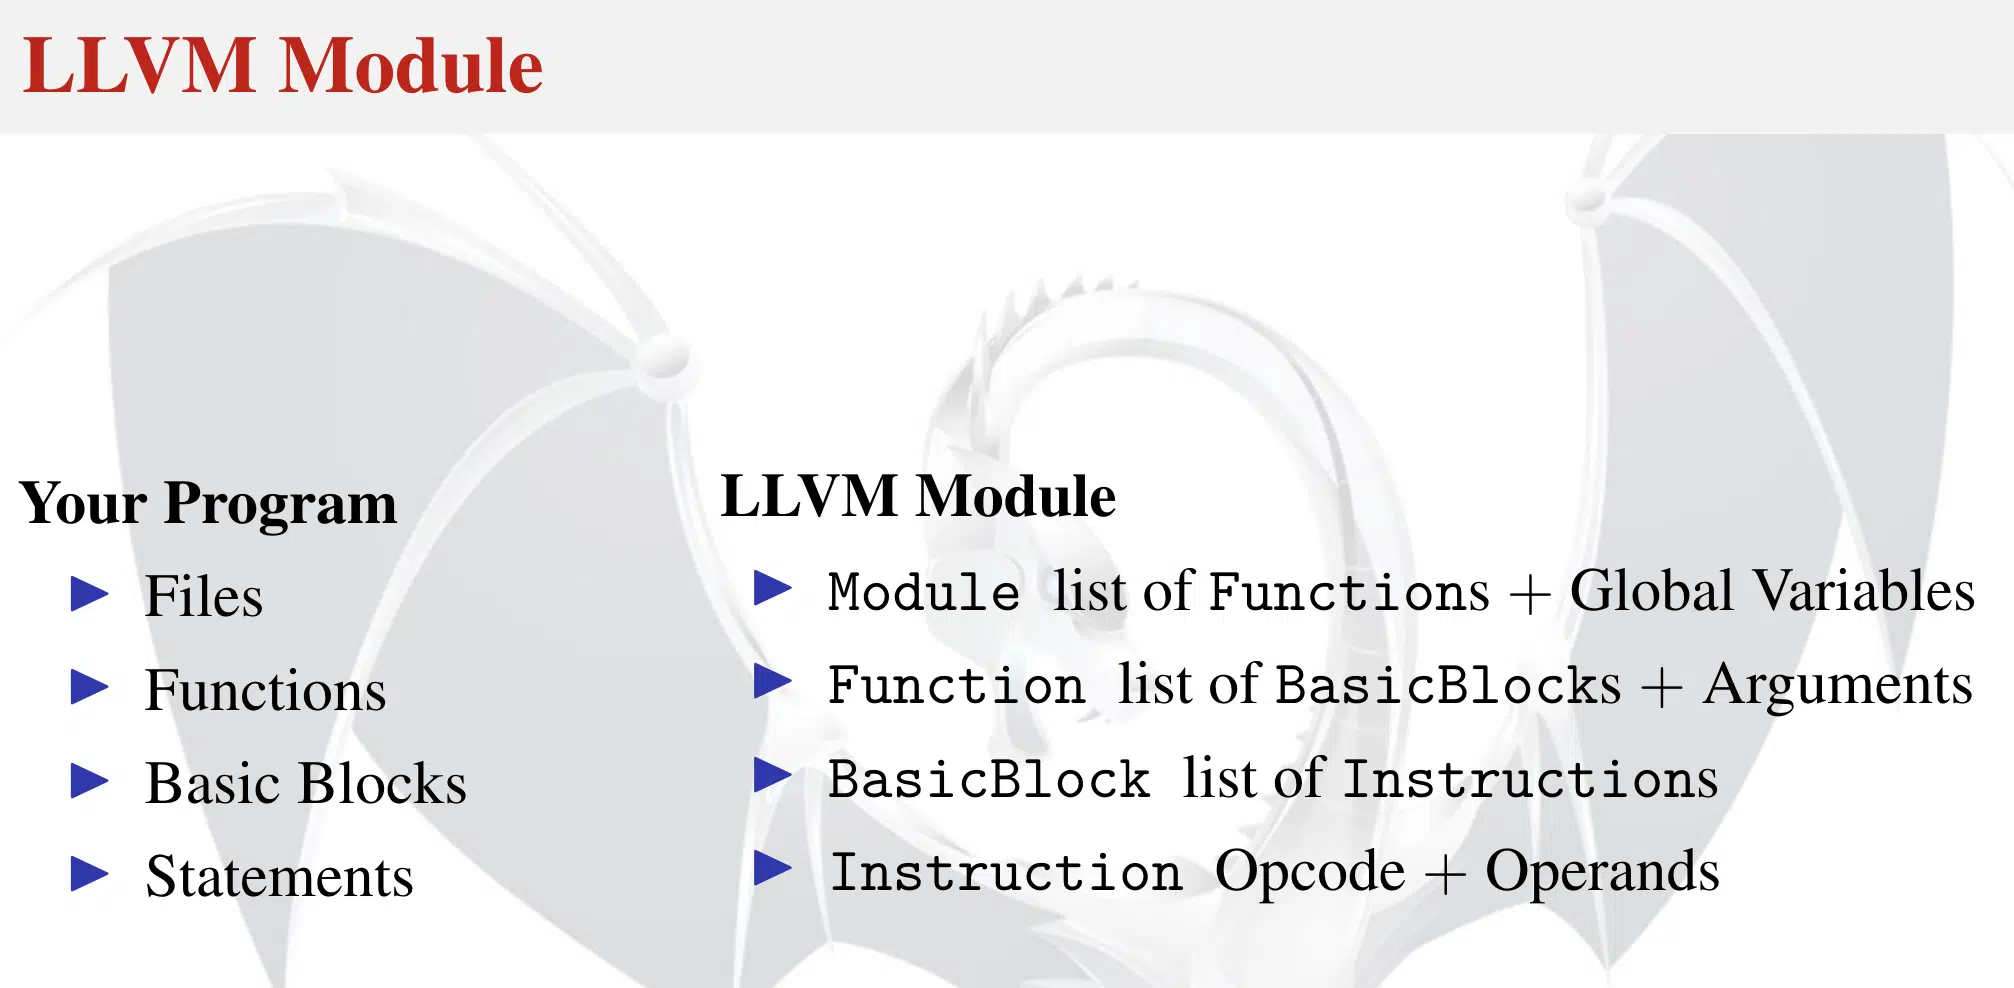 LLVM Module
Your Program
Files
Functions
Basic Blocks
Statements
LLVM Module
Module list of Functions + Global Variables
Function list of BasicBlocks + Arguments
BasicBlock list of Instructions
Instruction Opcode + Operands